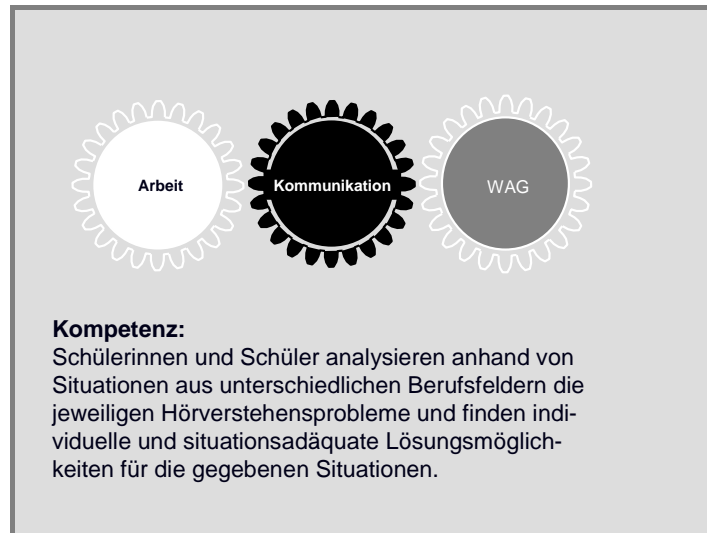 Arbeit
Kommunikation
WAG
Kompetenz:
Schülerinnen und Schüler analysieren anhand von
Situationen aus unterschiedlichen Berufsfeldern die
jeweiligen Hörverstehensprobleme und finden indi-
viduelle und situationsadäquate Lösungsmöglich-
keiten für die gegebenen Situationen.